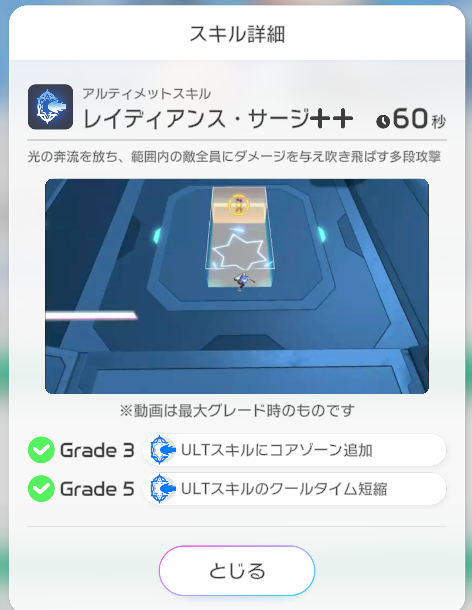 スキル詳細
アルティメットスキル
レイディアンス・サージ++ 60秒
光の奔流を放ち、範囲内の敵全員にダメージを与え吹き飛ばす多段攻撃
※動画は最大グレード時のものです
Grade 3 ULTスキルにコアゾーン追加
Grade 5 ULTスキルのクールタイム短縮
とじる